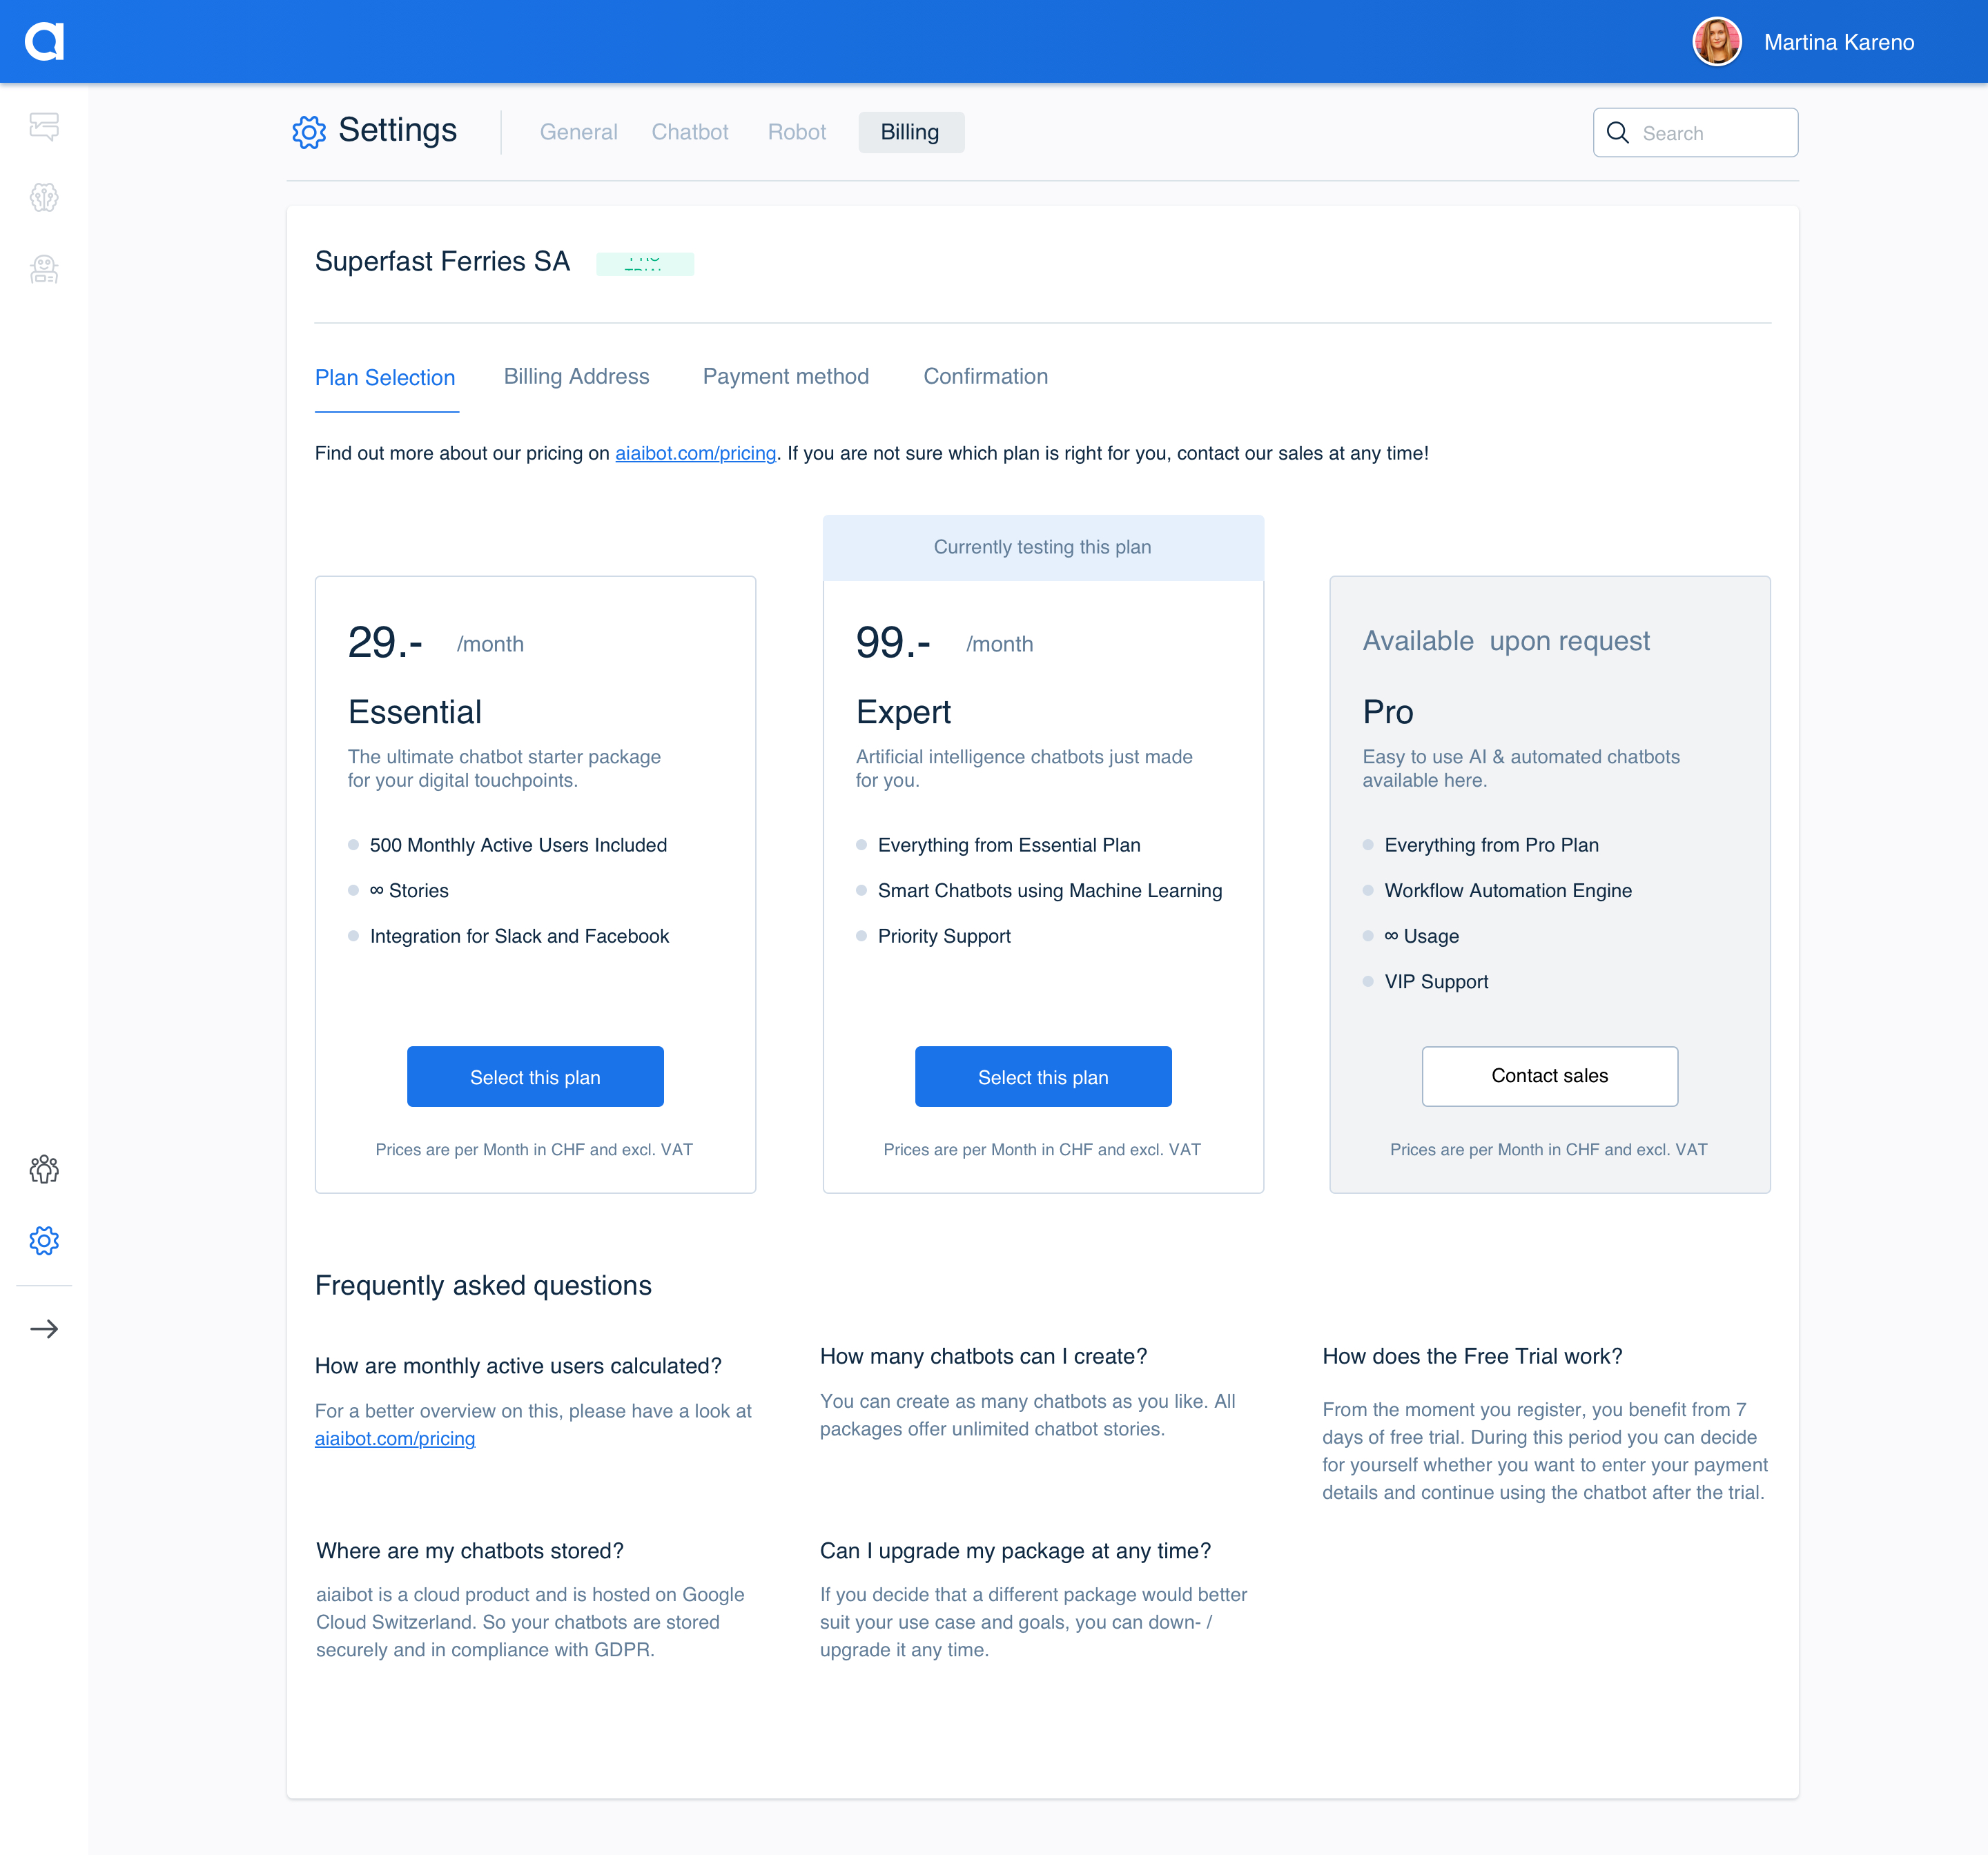 Martina Kareno
Settings
General
Chatbot
Robot
Billing
Search
Superfast Ferries SA
Plan Selection
Billing Address
Payment method
Confirmation
Find out more about our pricing on aiaibot.com/pricing. If you are not sure which plan is right for you, contact our sales at any time!
29.- /month
Essential
The ultimate chatbot starter package
for your digital touchpoints.
500 Monthly Active Users Included
∞ Stories
Integration for Slack and Facebook
Select this plan
Prices are per Month in CHF and excl. VAT
Currently testing this plan
99.- /month
Expert
Artificial intelligence chatbots just made
for you.
Everything from Essential Plan
Smart Chatbots using Machine Learning
Priority Support
Select this plan
Prices are per Month in CHF and excl. VAT
Available upon request
Pro
Easy to use AI & automated chatbots
available here.
Everything from Pro Plan
Workflow Automation Engine
∞ Usage
VIP Support
Contact sales
Prices are per Month in CHF and excl. VAT
Frequently asked questions
How are monthly active users calculated?
For a better overview on this, please have a look at
aiaibot.com/pricing
How many chatbots can I create?
You can create as many chatbots as you like. All
packages offer unlimited chatbot stories.
How does the Free Trial work?
From the moment you register, you benefit from 7
days of free trial. During this period you can decide
for yourself whether you want to enter your payment
details and continue using the chatbot after the trial.
Where are my chatbots stored?
aiaibot is a cloud product and is hosted on Google
Cloud Switzerland. So your chatbots are stored
securely and in compliance with GDPR.
Can I upgrade my package at any time?
If you decide that a different package would better
suit your use case and goals, you can down- /
upgrade it any time.